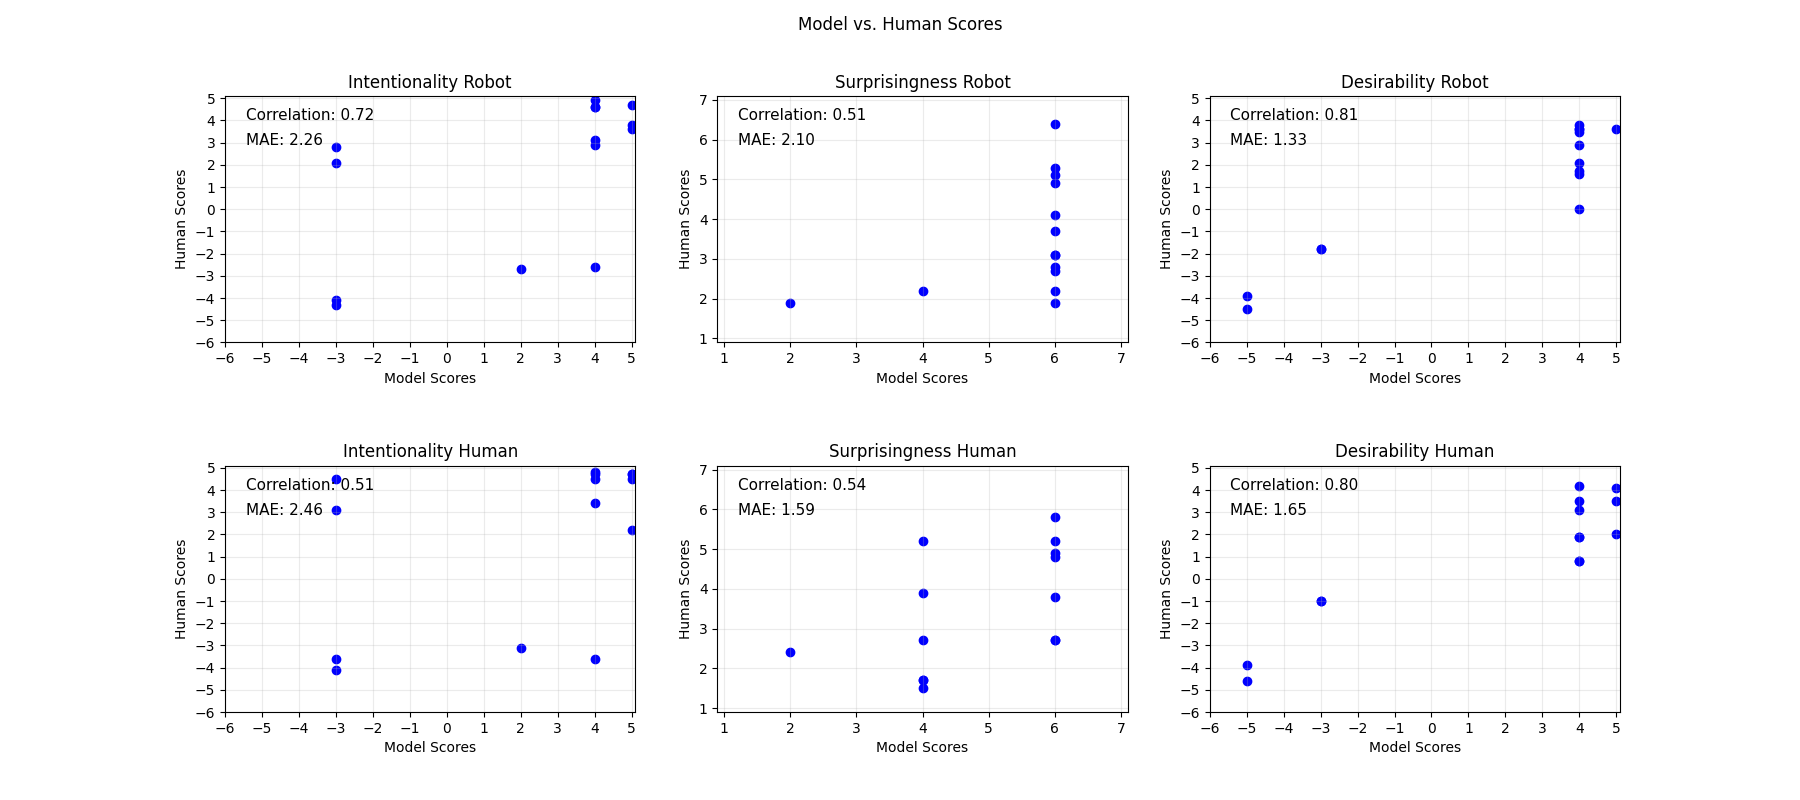 Model vs. Human Scores
Intentionality Robot
Correlation: 0.72
MAE: 2.26
Human Scores
5
4
3
2
1
0
−1
−2
−3
−4
−5
−6
−6 −5 −4 −3 −2 −1 0 1 2 3 4 5
Model Scores
Surprisingness Robot
Correlation: 0.51
MAE: 2.10
Human Scores
7
6
5
4
3
2
1
1 2 3 4 5 6 7
Model Scores
Desirability Robot
Correlation: 0.81
MAE: 1.33
Human Scores
5
4
3
2
1
0
−1
−2
−3
−4
−5
−6
−6 −5 −4 −3 −2 −1 0 1 2 3 4 5
Model Scores
Intentionality Human
Correlation: 0.51
MAE: 2.46
Human Scores
5
4
3
2
1
0
−1
−2
−3
−4
−5
−6
−6 −5 −4 −3 −2 −1 0 1 2 3 4 5
Model Scores
Surprisingness Human
Correlation: 0.54
MAE: 1.59
Human Scores
7
6
5
4
3
2
1
1 2 3 4 5 6 7
Model Scores
Desirability Human
Correlation: 0.80
MAE: 1.65
Human Scores
5
4
3
2
1
0
−1
−2
−3
−4
−5
−6
−6 −5 −4 −3 −2 −1 0 1 2 3 4 5
Model Scores